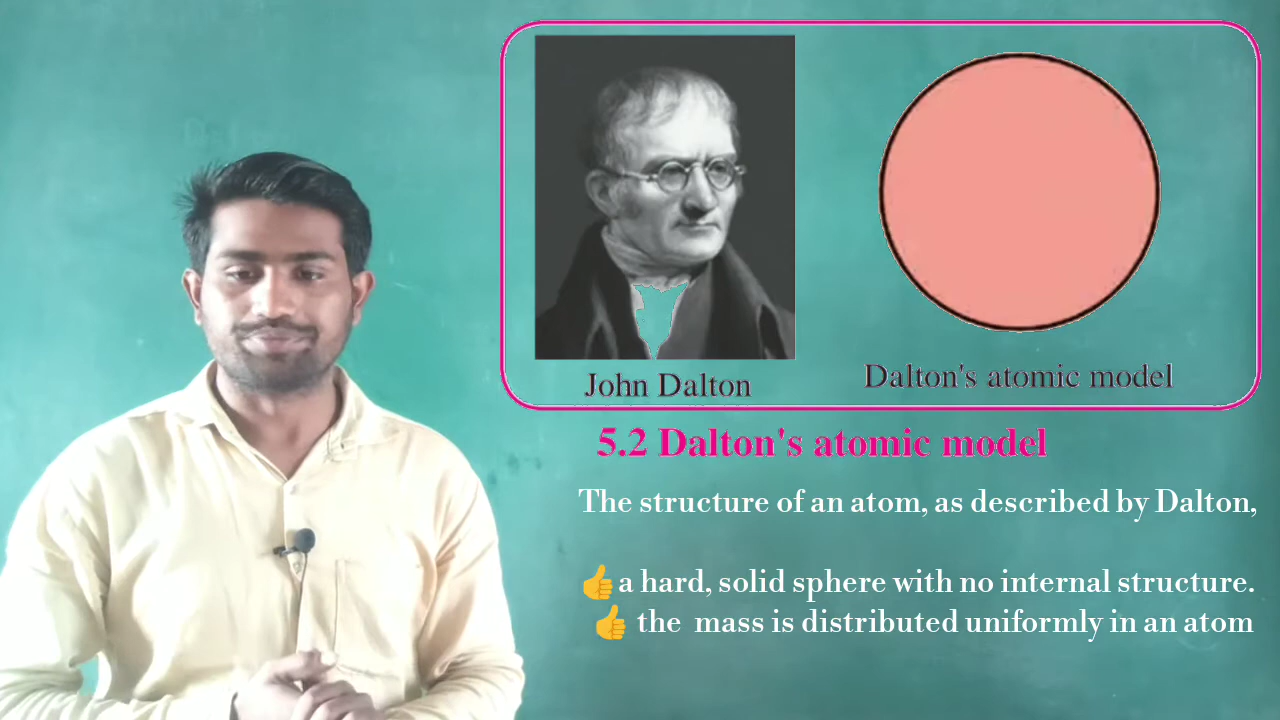 John Dalton
Dalton's atomic model
5.2 Dalton's atomic model
The structure of an atom, as described by Dalton,
👍a hard, solid sphere with no internal structure.
👍 the mass is distributed uniformly in an atom